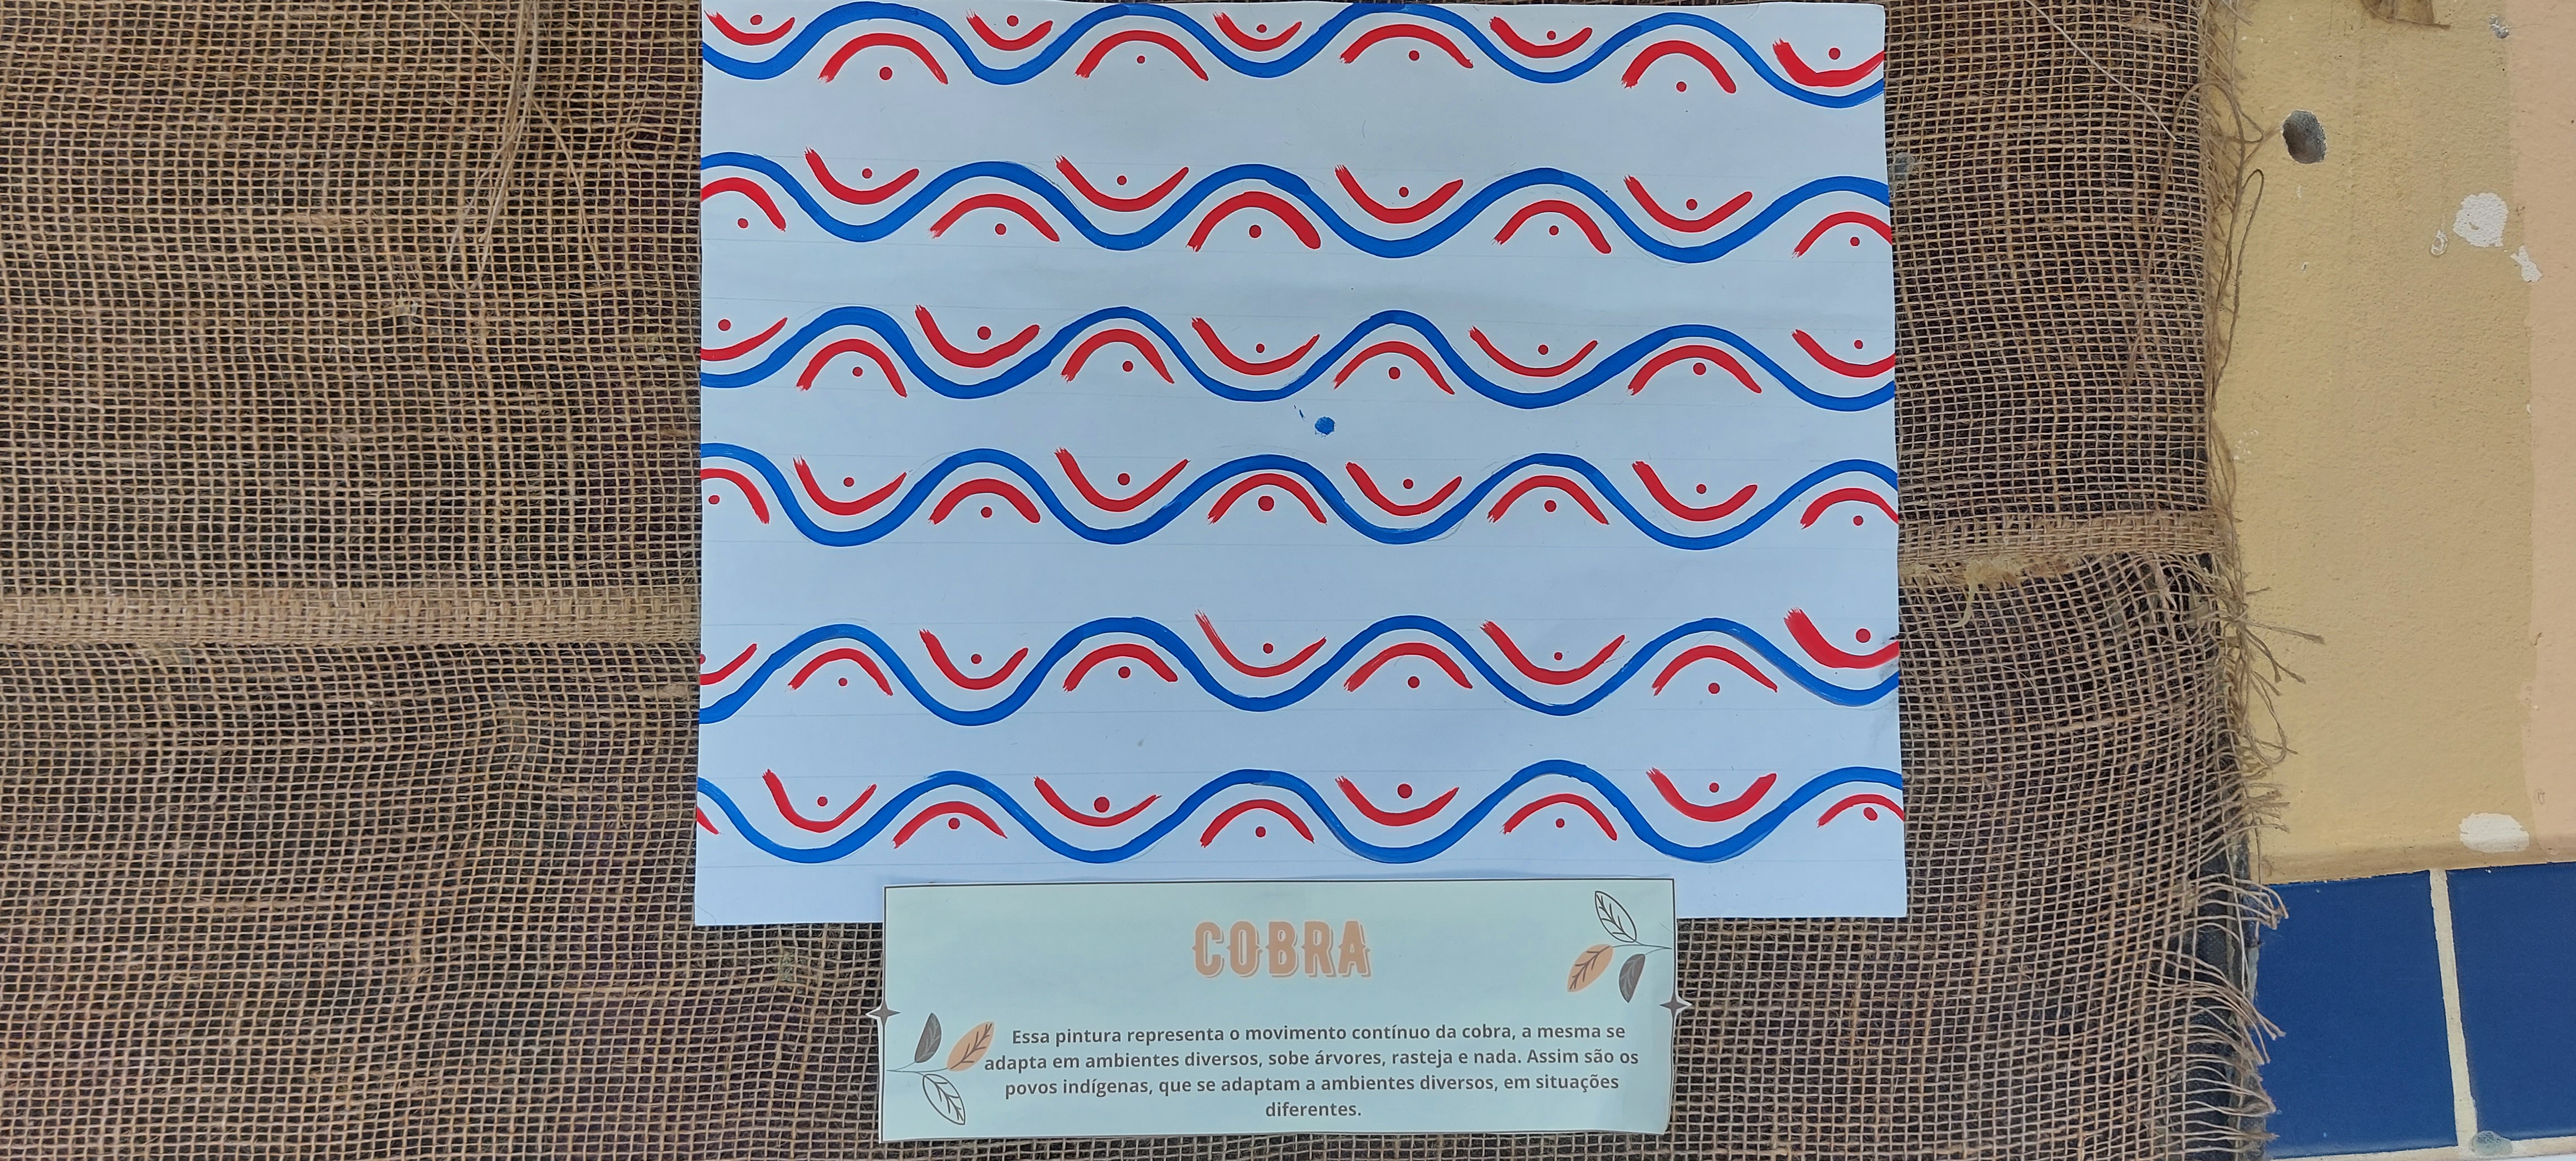 COBRA
Essa pintura representa o movimento contínuo da cobra, a mesma se
adapta em ambientes diversos, sobe árvores, rasteja e nada. Assim são os
povos indígenas, que se adaptam a ambientes diversos, em situações
diferentes.